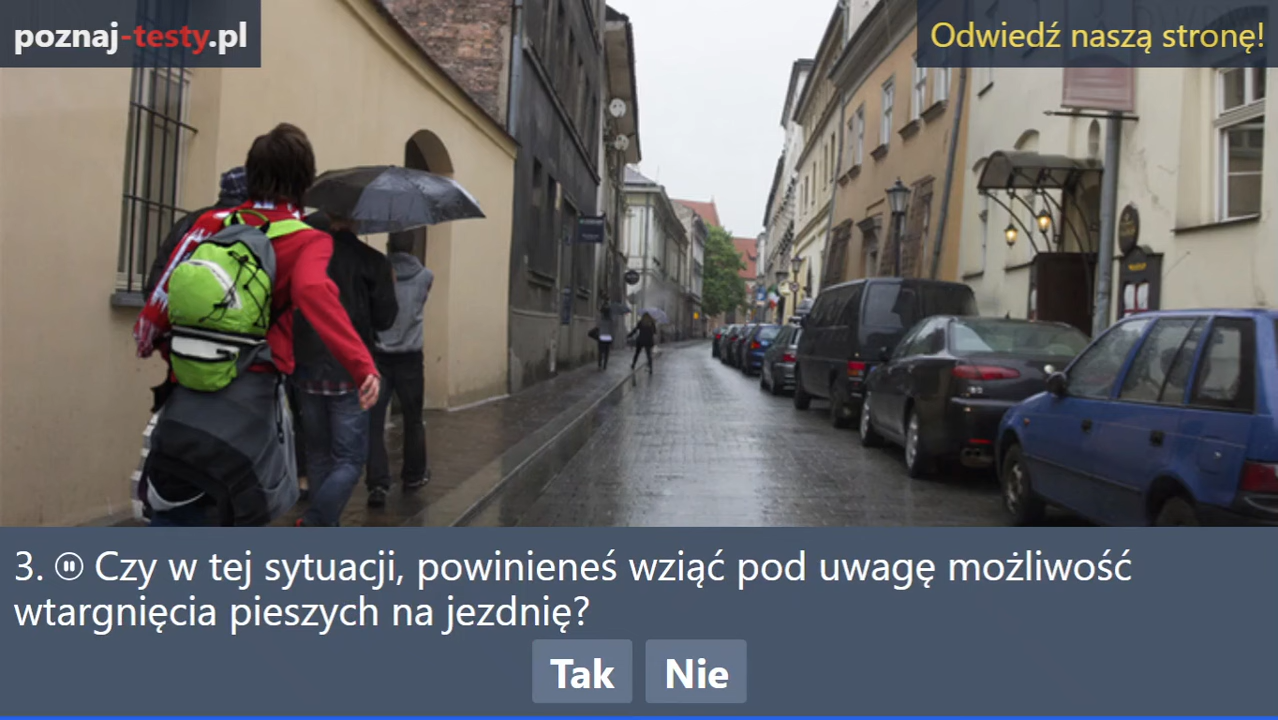 poznaj-testy.pl
Odwiedź naszą stronę!
3. Czy w tej sytuacji, powinieneś wziąć pod uwagę możliwość
wtargnięcia pieszych na jezdnię?
Tak
Nie